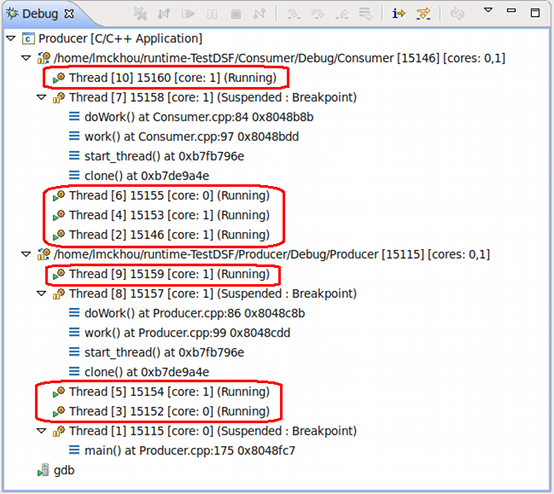 Debug
Producer [C/C++ Application]
/home/lmckhou/runtime-TestDSF/Consumer/Debug/Consumer [15146] [cores: 0,1]
Thread [10] 15160 [core: 1] (Running)
Thread [7] 15158 [core: 1] (Suspended : Breakpoint)
doWork() at Consumer.cpp:84 0x8048b8b
work() at Consumer.cpp:97 0x8048bdd
start_thread() at 0xb7fb796e
clone() at 0xb7de9a4e
Thread [6] 15155 [core: 0] (Running)
Thread [4] 15153 [core: 1] (Running)
Thread [2] 15146 [core: 1] (Running)
/home/lmckhou/runtime-TestDSF/Producer/Debug/Producer [15115] [cores: 0,1]
Thread [9] 15159 [core: 1] (Running)
Thread [8] 15157 [core: 1] (Suspended : Breakpoint)
doWork() at Producer.cpp:86 0x8048c8b
work() at Producer.cpp:99 0x8048cdd
start_thread() at 0xb7fb796e
clone() at 0xb7de9a4e
Thread [5] 15154 [core: 1] (Running)
Thread [3] 15152 [core: 0] (Running)
Thread [1] 15115 [core: 0] (Suspended : Breakpoint)
main() at Producer.cpp:175 0x8048fc7
gdb